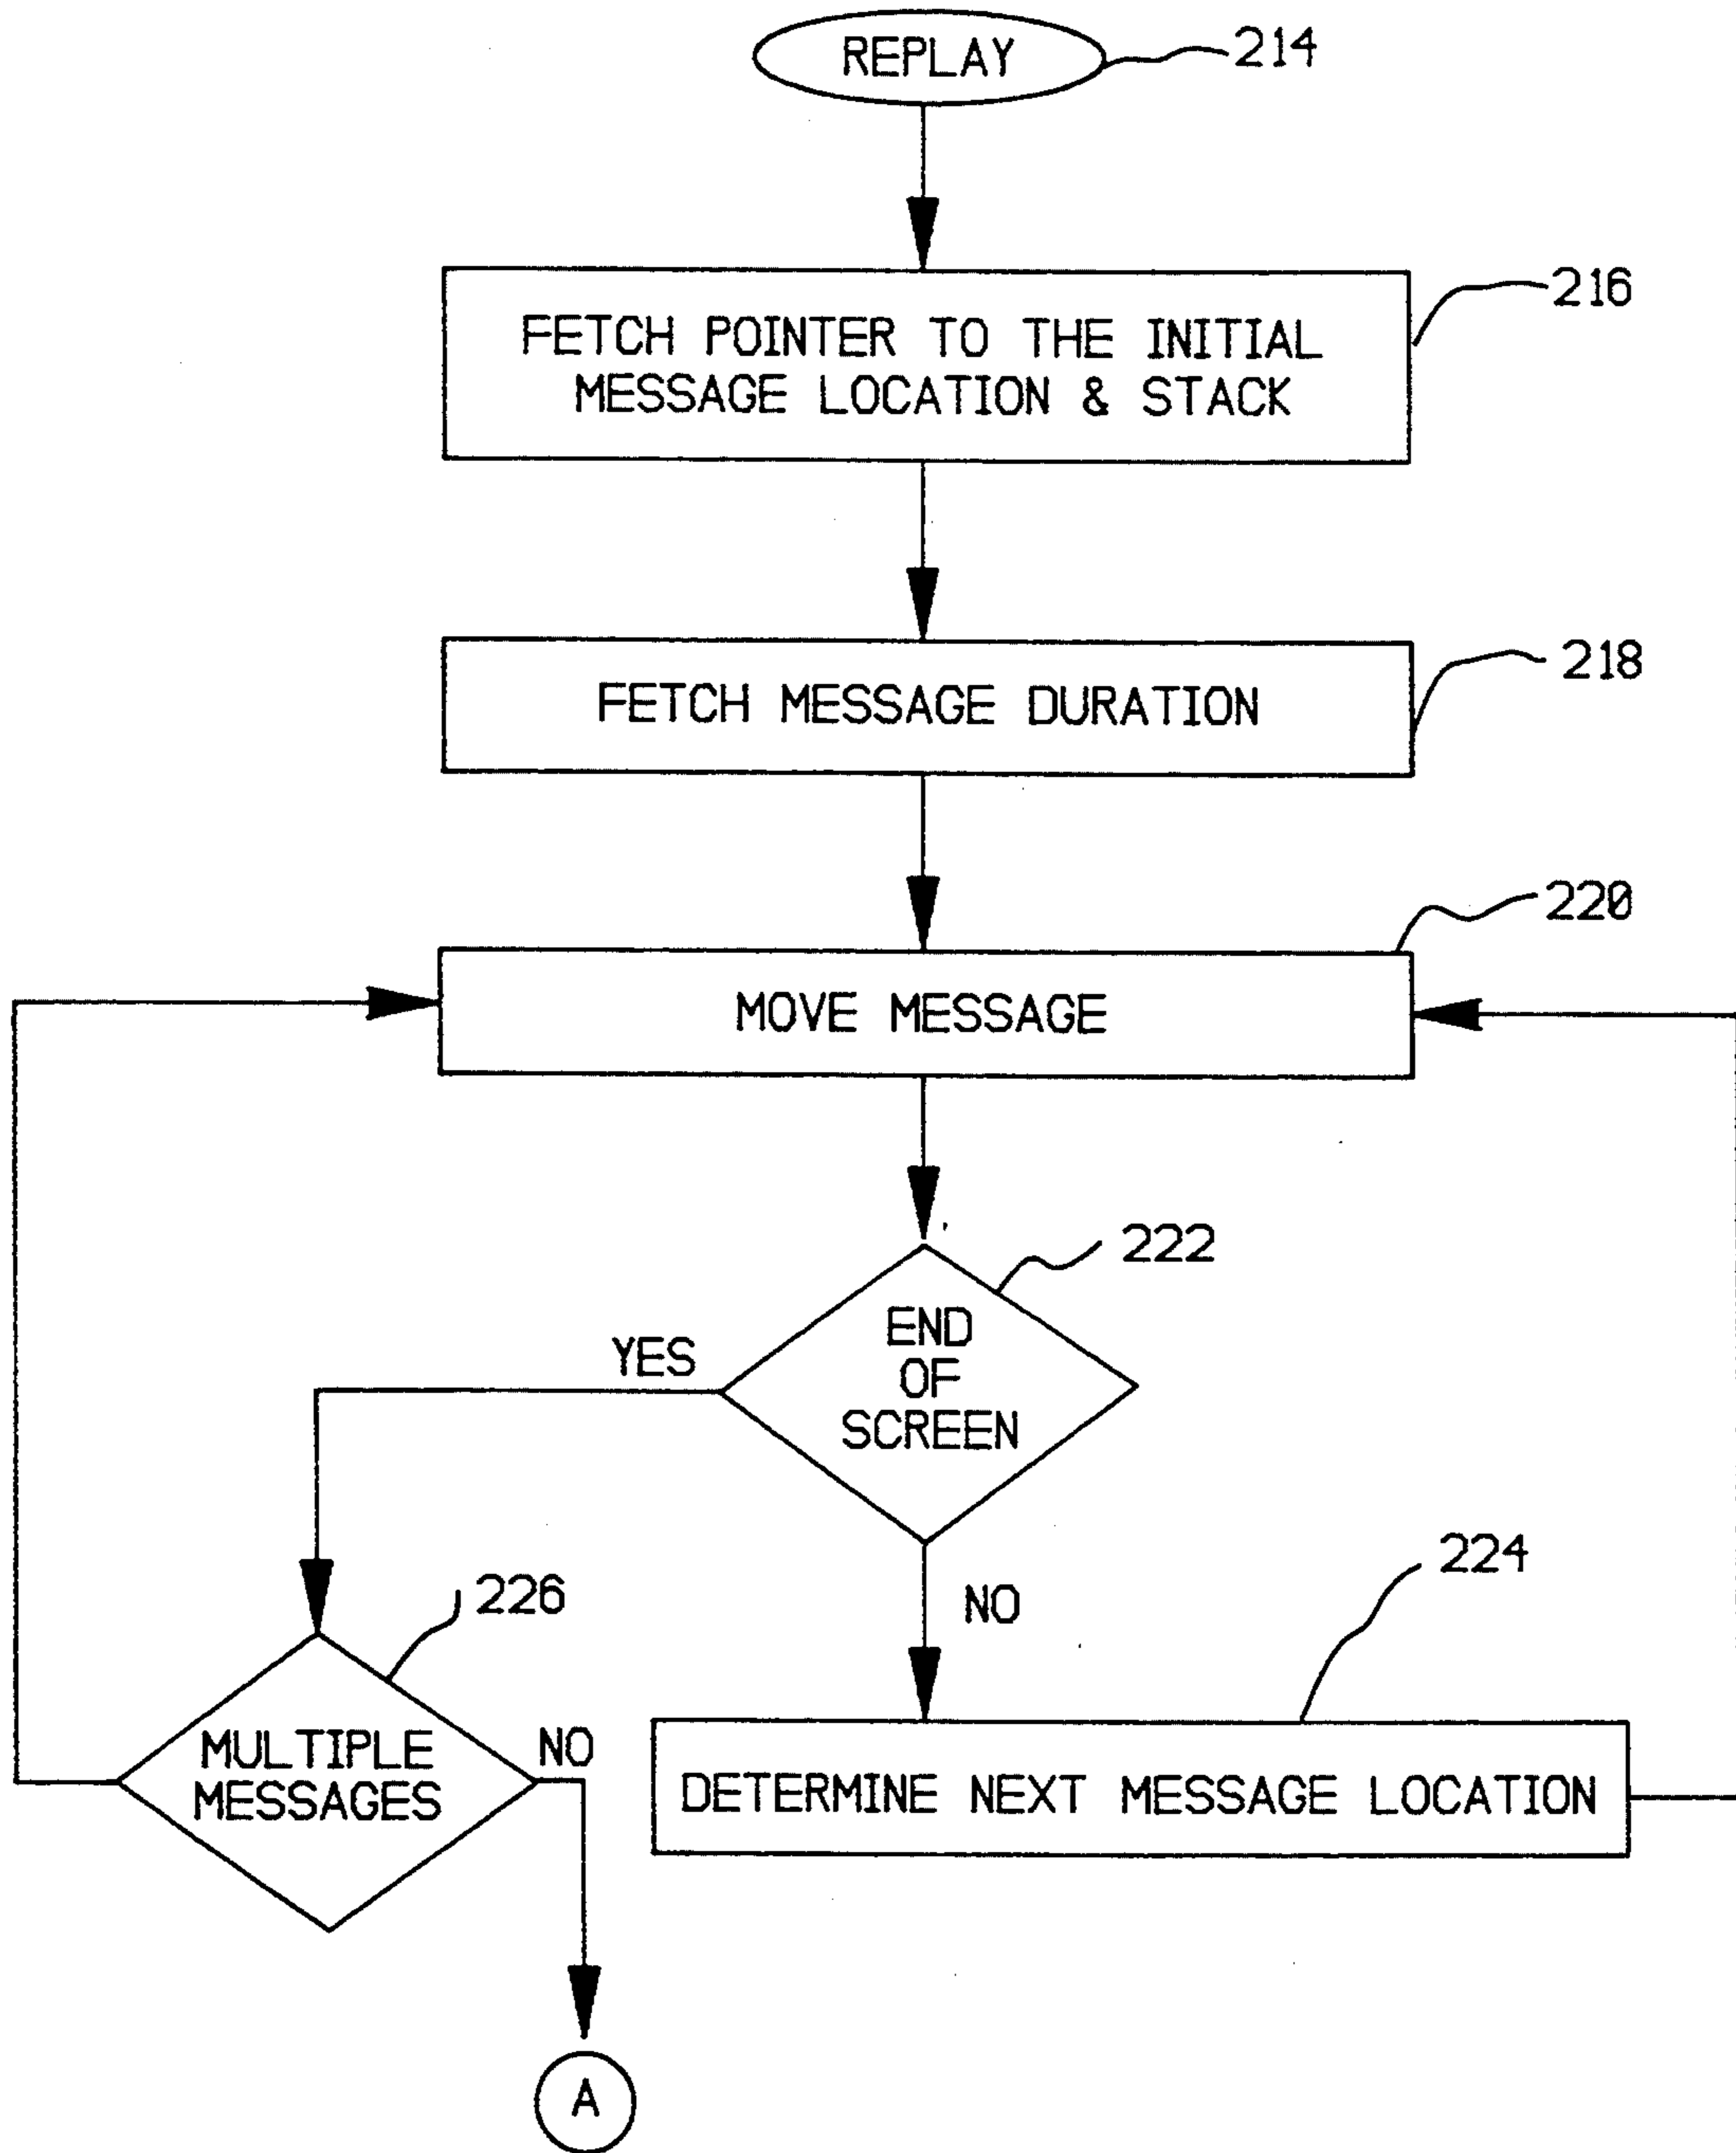 REPLAY
214
FETCH POINTER TO THE INITIAL
MESSAGE LOCATION & STACK
216
FETCH MESSAGE DURATION
218
MOVE MESSAGE
220
END
OF
SCREEN
222
YES
NO
226
224
MULTIPLE
MESSAGES
NO
DETERMINE NEXT MESSAGE LOCATION
A